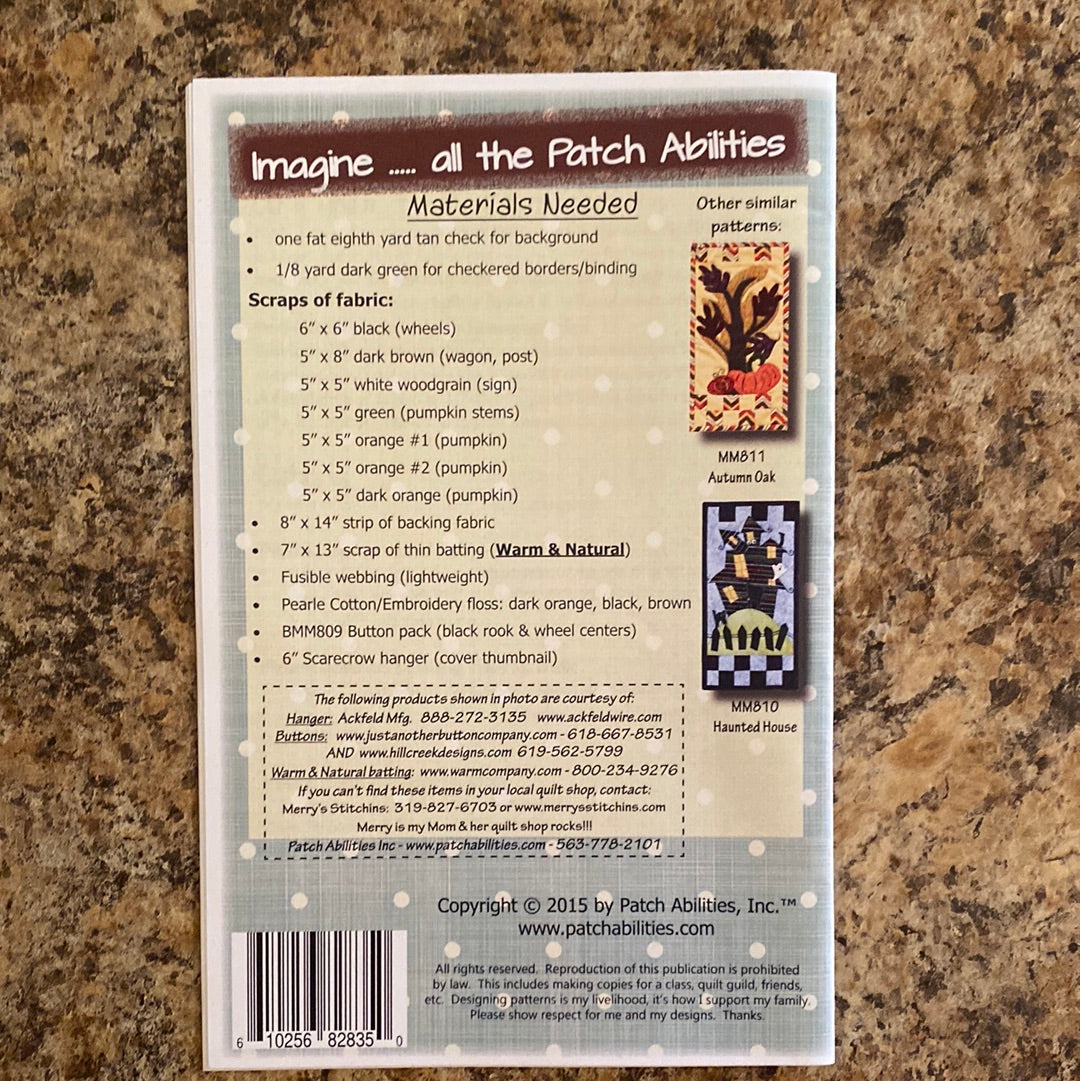 Imagine ..... all the Patch Abilities
Materials Needed
• one fat eighth yard tan check for background
• 1/8 yard dark green for checkered borders/binding
Scraps of fabric:
6" x 6" black (wheels)
5" x 8" dark brown (wagon, post)
5" x 5" white woodgrain (sign)
5" x 5" green (pumpkin stems)
5" x 5" orange #1 (pumpkin)
5" x 5" orange #2 (pumpkin)
5" x 5" dark orange (pumpkin)
• 8" x 14" strip of backing fabric
• 7" x 13" scrap of thin batting (Warm & Natural)
• Fusible webbing (lightweight)
• Pearle Cotton/Embroidery floss: dark orange, black, brown
• BMM809 Button pack (black rook & wheel centers)
• 6" Scarecrow hanger (cover thumbnail)
Other similar
patterns:
MM811
Autumn Oak
MM810
Haunted House
The following products shown in photo are courtesy of:
Hanger: Ackfeld Mfg. 888-272-3135 www.ackfeldwire.com
Buttons: www.justanotherbuttoncompany.com - 618-667-8531
AND www.hillcreekdesigns.com 619-562-5799
Warm & Natural batting: www.warmcompany.com - 800-234-9276
If you can't find these items in your local quilt shop, contact:
Merry's Stitchins: 319-827-6703 or www.merrysstitchins.com
Merry is my Mom & her quilt shop rocks!!!
Patch Abilities Inc - www.patchabilities.com - 563-778-2101
Copyright © 2015 by Patch Abilities, Inc.™
www.patchabilities.com
All rights reserved. Reproduction of this publication is prohibited
by law. This includes making copies for a class, quilt guild, friends,
etc. Designing patterns is my livelihood, it's how I support my family.
Please show respect for me and my designs. Thanks.
6 10256 82835 0